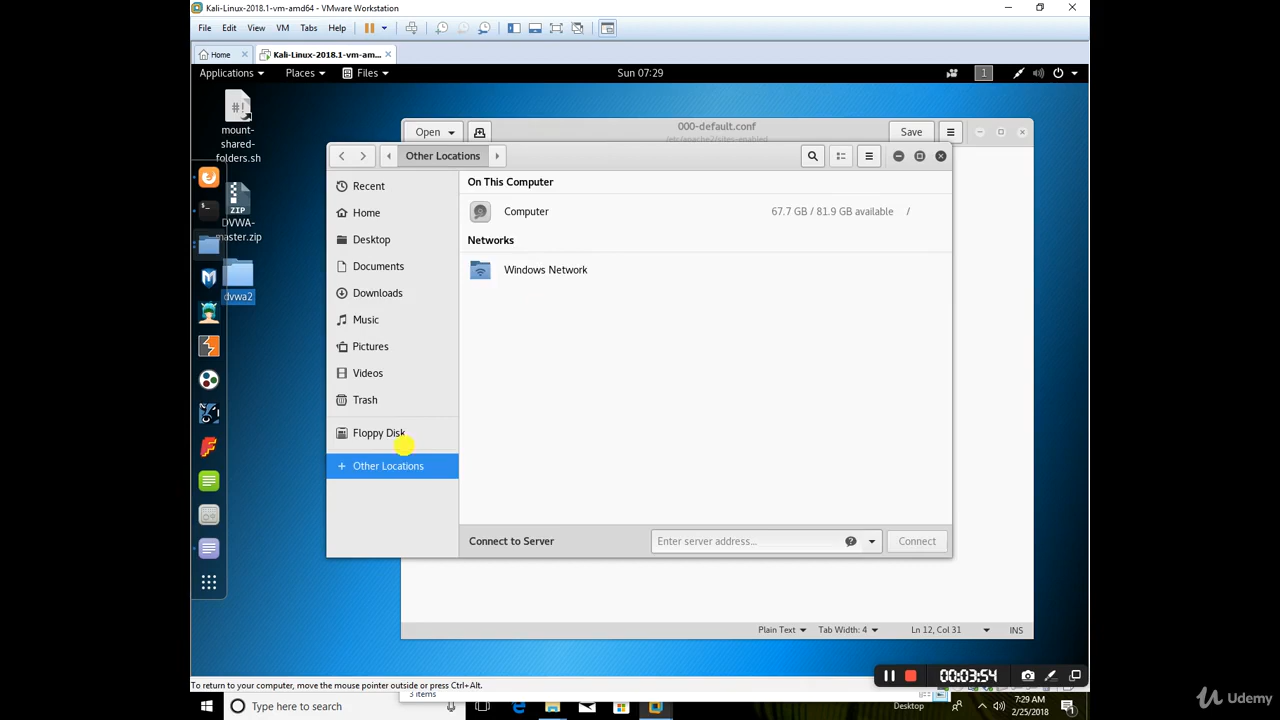 Kali-Linux-2018.1-vm-amd64 - VMware Workstation
File Edit View VM Tabs Help
Home
Kali-Linux-2018.1-vm-am...
Applications Places Files Sun 07:29 1
#!
mount-
shared-
folders.sh
ZIP
DVWA-
master.zip
dvwa2
Open 000-default.conf Save
/etc/apache2/sites-enabled
Other Locations
Recent
Home
Desktop
Documents
Downloads
Music
Pictures
Videos
Trash
Floppy Disk
+ Other Locations
On This Computer
Computer 67.7 GB / 81.9 GB available /
Networks
Windows Network
Connect to Server Enter server address... Connect
Plain Text Tab Width: 4 Ln 12, Col 31 INS
00:03:54
To return to your computer, move the mouse pointer outside or press Ctrl+Alt.
3 items
Type here to search
Desktop
7:29 AM
2/25/2018
Udemy